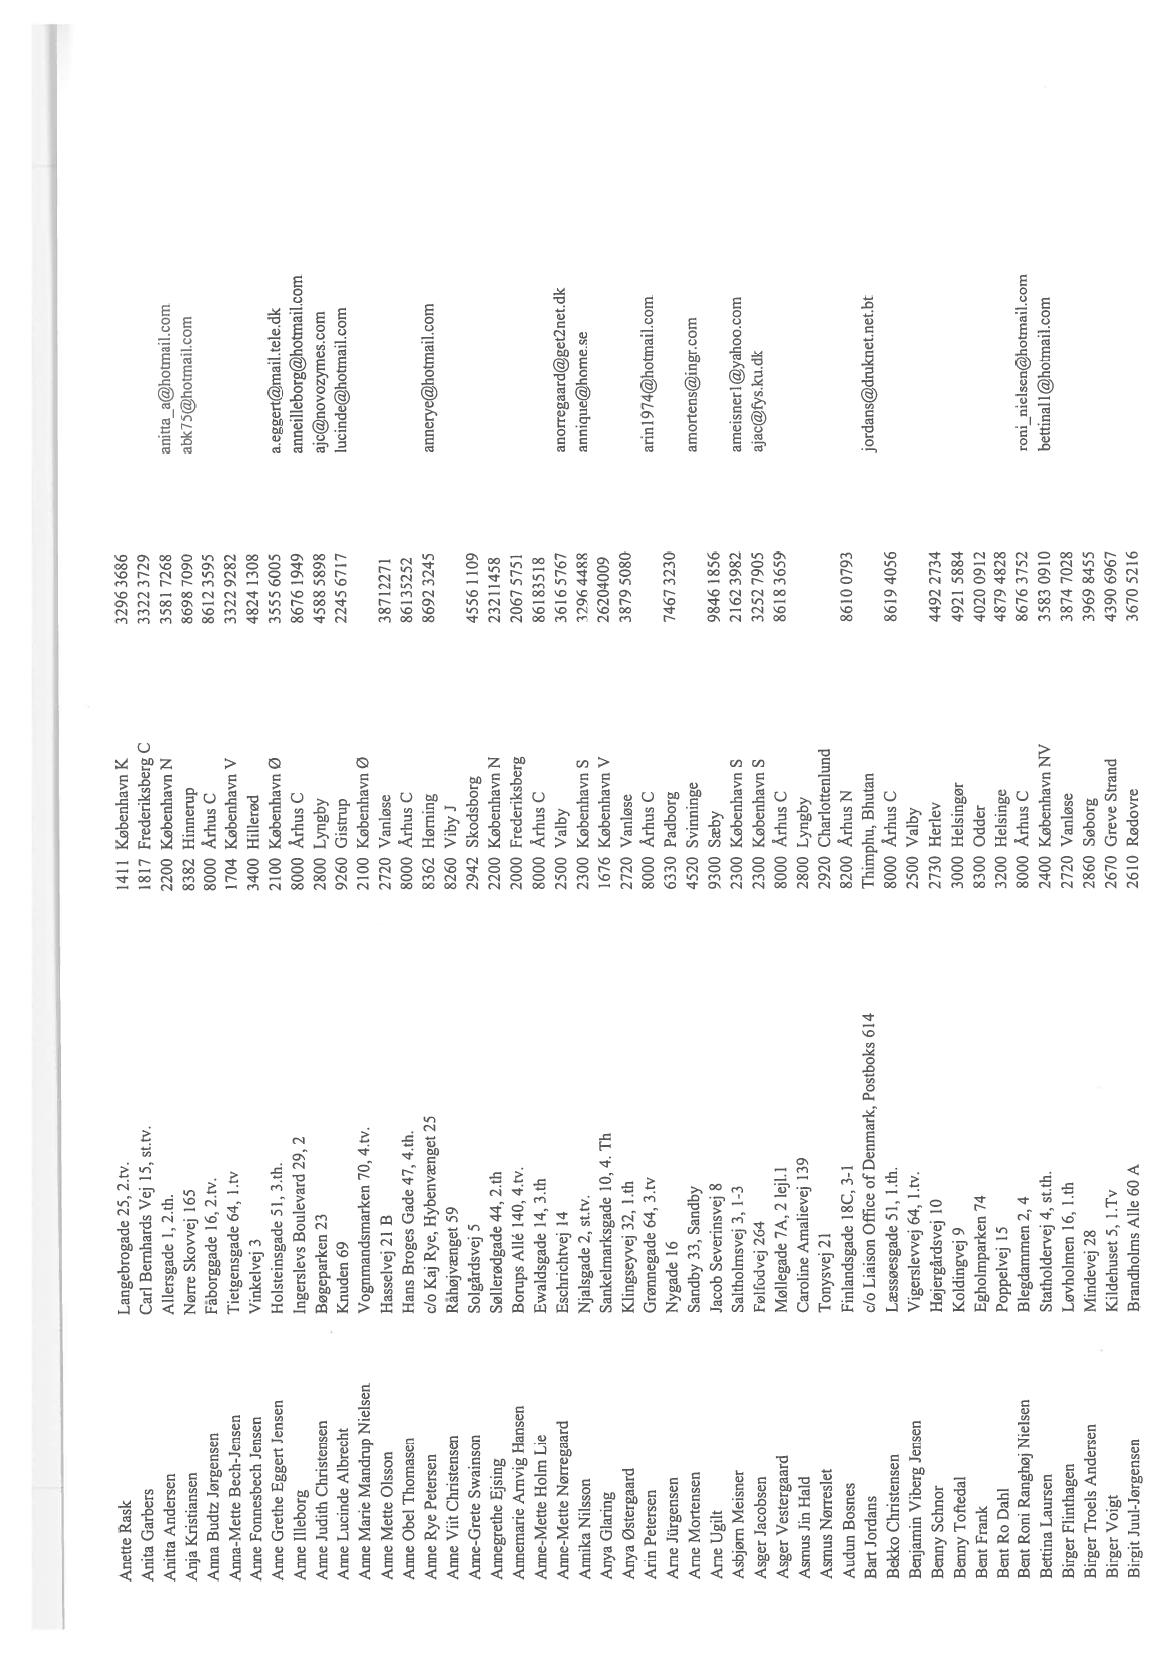 Anette Rask Langebrogade 25, 2.tv. 1411 København K 3296 3686
Anita Garbers Carl Bernhards Vej 15, st.tv. 1817 Frederiksberg C 3322 3729
Anitta Andersen Allersgade 1, 2.th. 2200 København N 3581 7268 anitta_a@hotmail.com
Anja Kristiansen Nørre Skovvej 165 8382 Hinnerup 8698 7090 abk75@hotmail.com
Anna Budtz Jørgensen Fåborggade 16, 2.tv. 8000 Århus C 8612 3595
Anna-Mette Bech-Jensen Tietgensgade 64, 1.tv 1704 København V 3322 9282
Anne Fonnesbech Jensen Vinkelvej 3 3400 Hillerød 4824 1308
Anne Grethe Eggert Jensen Holsteinsgade 51, 3.th. 2100 København Ø 3555 6005 a.eggert@mail.tele.dk
Anne Illeborg Ingerslevs Boulevard 29, 2 8000 Århus C 8676 1949 anneilleborg@hotmail.com
Anne Judith Christensen Bøgeparken 23 2800 Lyngby 4588 5898 ajc@novozymes.com
Anne Lucinde Albrecht Knuden 69 9260 Gistrup 2245 6717 lucinde@hotmail.com
Anne Marie Mandrup Nielsen Vognmandsmarken 70, 4.tv. 2100 København Ø
Anne Mette Olsson Hasselvej 21 B 2720 Vanløse 38712271
Anne Obel Thomasen Hans Broges Gade 47, 4.th. 8000 Århus C 86135252
Anne Rye Petersen c/o Kaj Rye, Hybenvænget 25 8362 Hørning 8692 3245 annerye@hotmail.com
Anne Viit Christensen Råhøjvænget 59 8260 Viby J
Anne-Grete Swainson Solgårdsvej 5 2942 Skodsborg 4556 1109
Annegrethe Ejsing Søllerødgade 44, 2.th 2200 København N 23211458
Annemarie Arnvig Hansen Borups Allé 140, 4.tv. 2000 Frederiksberg 2067 5751
Anne-Mette Holm Lie Ewaldsgade 14, 3.th 8000 Århus C 86183518
Anne-Mette Nørregaard Eschrichtvej 14 2500 Valby 3616 5767 anorregaard@get2net.dk
Annika Nilsson Njalsgade 2, st.tv. 2300 København S 3296 4488 annique@home.se
Anya Glaring Sankelmarksgade 10, 4. Th 1676 København V 26204009
Anya Østergaard Klingseyvej 32, 1.th 2720 Vanløse 3879 5080
Arin Petersen Grønnegade 64, 3.tv 8000 Århus C arin1974@hotmail.com
Arne Jürgensen Nygade 16 6330 Padborg 7467 3230
Arne Mortensen Sandby 33, Sandby 4520 Svinninge amortens@ingr.com
Arne Ugilt Jacob Severinsvej 8 9300 Sæby 9846 1856
Asbjørn Meisner Saltholmsvej 3, 1-3 2300 København S 2162 3982 ameisner1@yahoo.com
Asger Jacobsen Følfodvej 264 2300 København S 3252 7905 ajac@fys.ku.dk
Asger Vestergaard Møllegade 7A, 2 lejl.1 8000 Århus C 8618 3659
Asmus Jin Hald Caroline Amalievej 139 2800 Lyngby
Asmus Nørreslet Tonysvej 21 2920 Charlottenlund
Audun Bosnes Finlandsgade 18C, 3-1 8200 Århus N 8610 0793
Bart Jordans c/o Liaison Office of Denmark, Postboks 614 Thimphu, Bhutan jordans@druknet.net.bt
Bekko Christensen Læssøesgade 51, 1.th. 8000 Århus C 8619 4056
Benjamin Viberg Jensen Vigerslevvej 64, 1.tv. 2500 Valby
Benny Schnor Højergårdsvej 10 2730 Herlev 4492 2734
Benny Toftedal Koldingvej 9 3000 Helsingør 4921 5884
Bent Frank Egholmparken 74 8300 Odder 4020 0912
Bent Ro Dahl Poppelvej 15 3200 Helsinge 4879 4828
Bent Roni Ranghøj Nielsen Blegdammen 2, 4 8000 Århus C 8676 3752 roni_nielsen@hotmail.com
Bettina Laursen Statholdervej 4, st.th. 2400 København NV 3583 0910 bettinal1@hotmail.com
Birger Flinthagen Løvholmen 16, 1.th 2720 Vanløse 3874 7028
Birger Troels Andersen Mindevej 28 2860 Søborg 3969 8455
Birger Voigt Kildehuset 5, 1.Tv 2670 Greve Strand 4390 6967
Birgit Juul-Jørgensen Brandholms Alle 60 A 2610 Rødovre 3670 5216